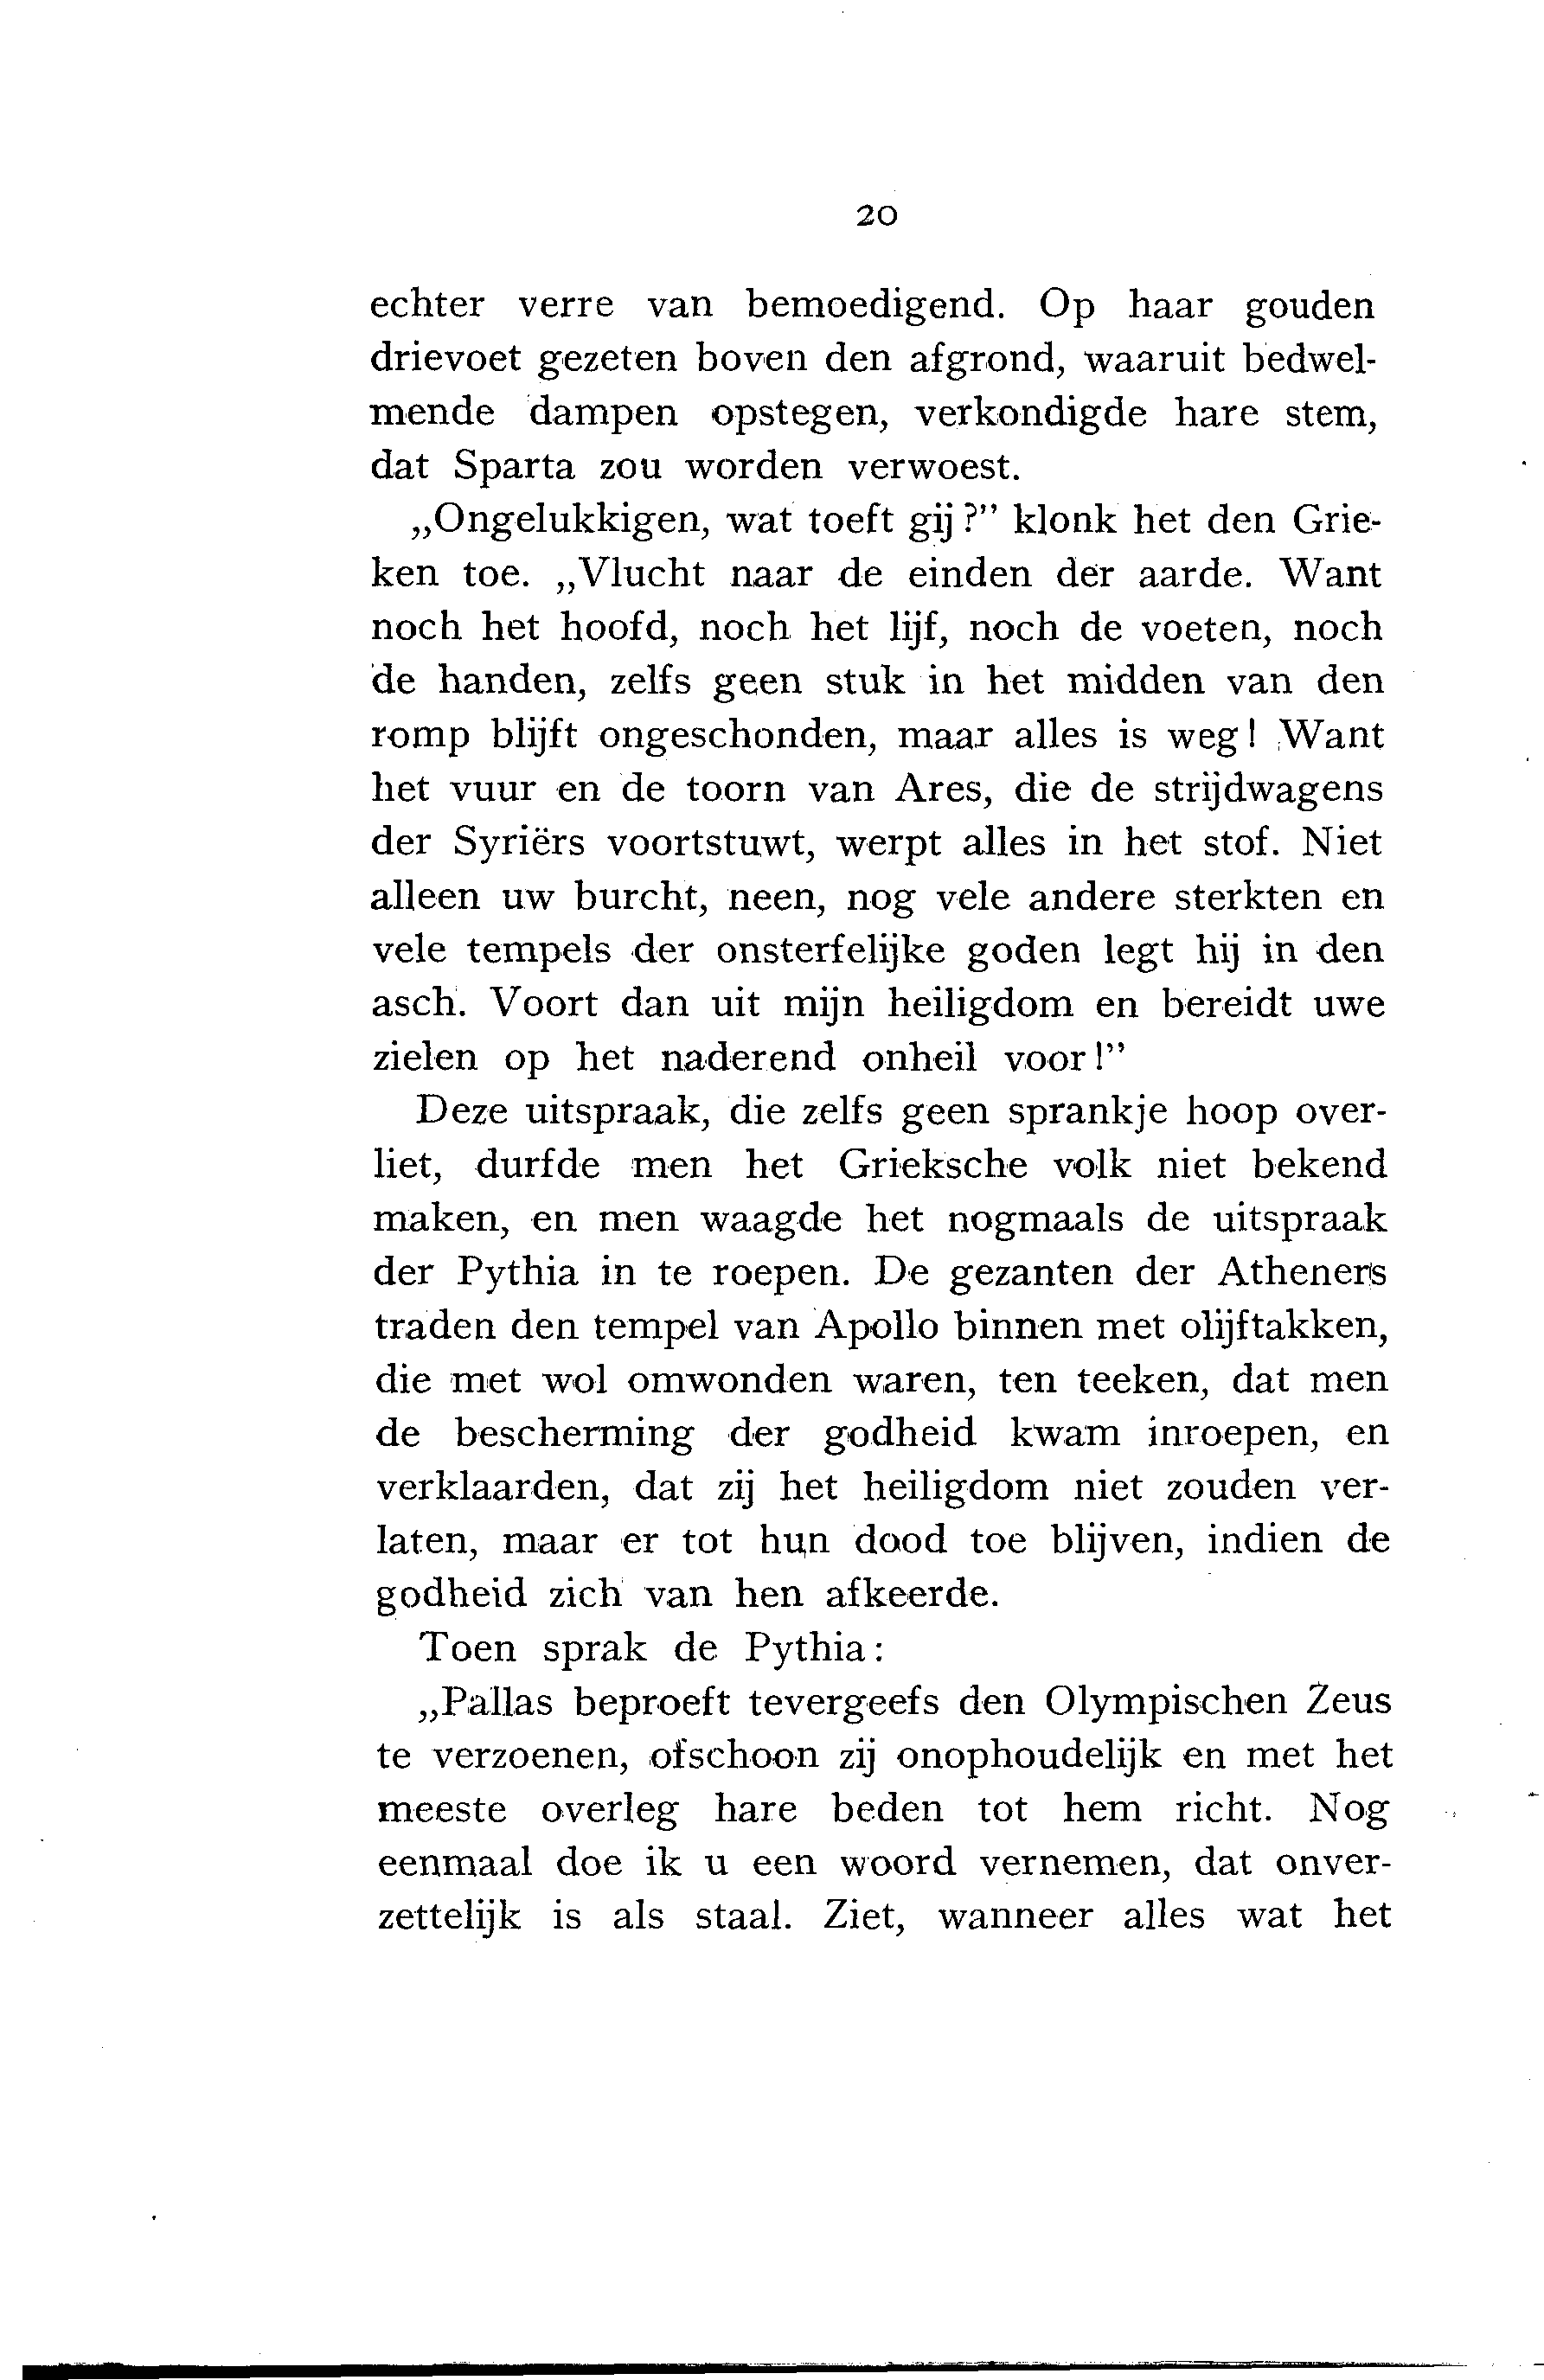 20
echter verre van bemoedigend. Op haar gouden
drievoet gezeten boven den afgrond, waaruit bedwel-
mende dampen opstegen, verkondigde hare stem,
dat Sparta zou worden verwoest.
„Ongelukkigen, wat toeft gij?” klonk het den Grie-
ken toe. „Vlucht naar de einden der aarde. Want
noch het hoofd, noch het lijf, noch de voeten, noch
de handen, zelfs geen stuk in het midden van den
romp blijft ongeschonden, maar alles is weg! Want
het vuur en de toorn van Ares, die de strijdwagens
der Syriërs voortstuwt, werpt alles in het stof. Niet
alleen uw burcht, neen, nog vele andere sterkten en
vele tempels der onsterfelijke goden legt hij in den
asch. Voort dan uit mijn heiligdom en bereidt uwe
zielen op het naderend onheil voor!”
Deze uitspraak, die zelfs geen sprankje hoop over-
liet, durfde men het Grieksche volk niet bekend
maken, en men waagde het nogmaals de uitspraak
der Pythia in te roepen. De gezanten der Atheners
traden den tempel van Apollo binnen met olijftakken,
die met wol omwonden waren, ten teeken, dat men
de bescherming der godheid kwam inroepen, en
verklaarden, dat zij het heiligdom niet zouden ver-
laten, maar er tot hun dood toe blijven, indien de
godheid zich van hen afkeerde.
Toen sprak de Pythia:
„Pallas beproeft tevergeefs den Olympischen Zeus
te verzoenen, ofschoon zij onophoudelijk en met het
meeste overleg hare beden tot hem richt. Nog
eenmaal doe ik u een woord vernemen, dat onver-
zettelijk is als staal. Ziet, wanneer alles wat het